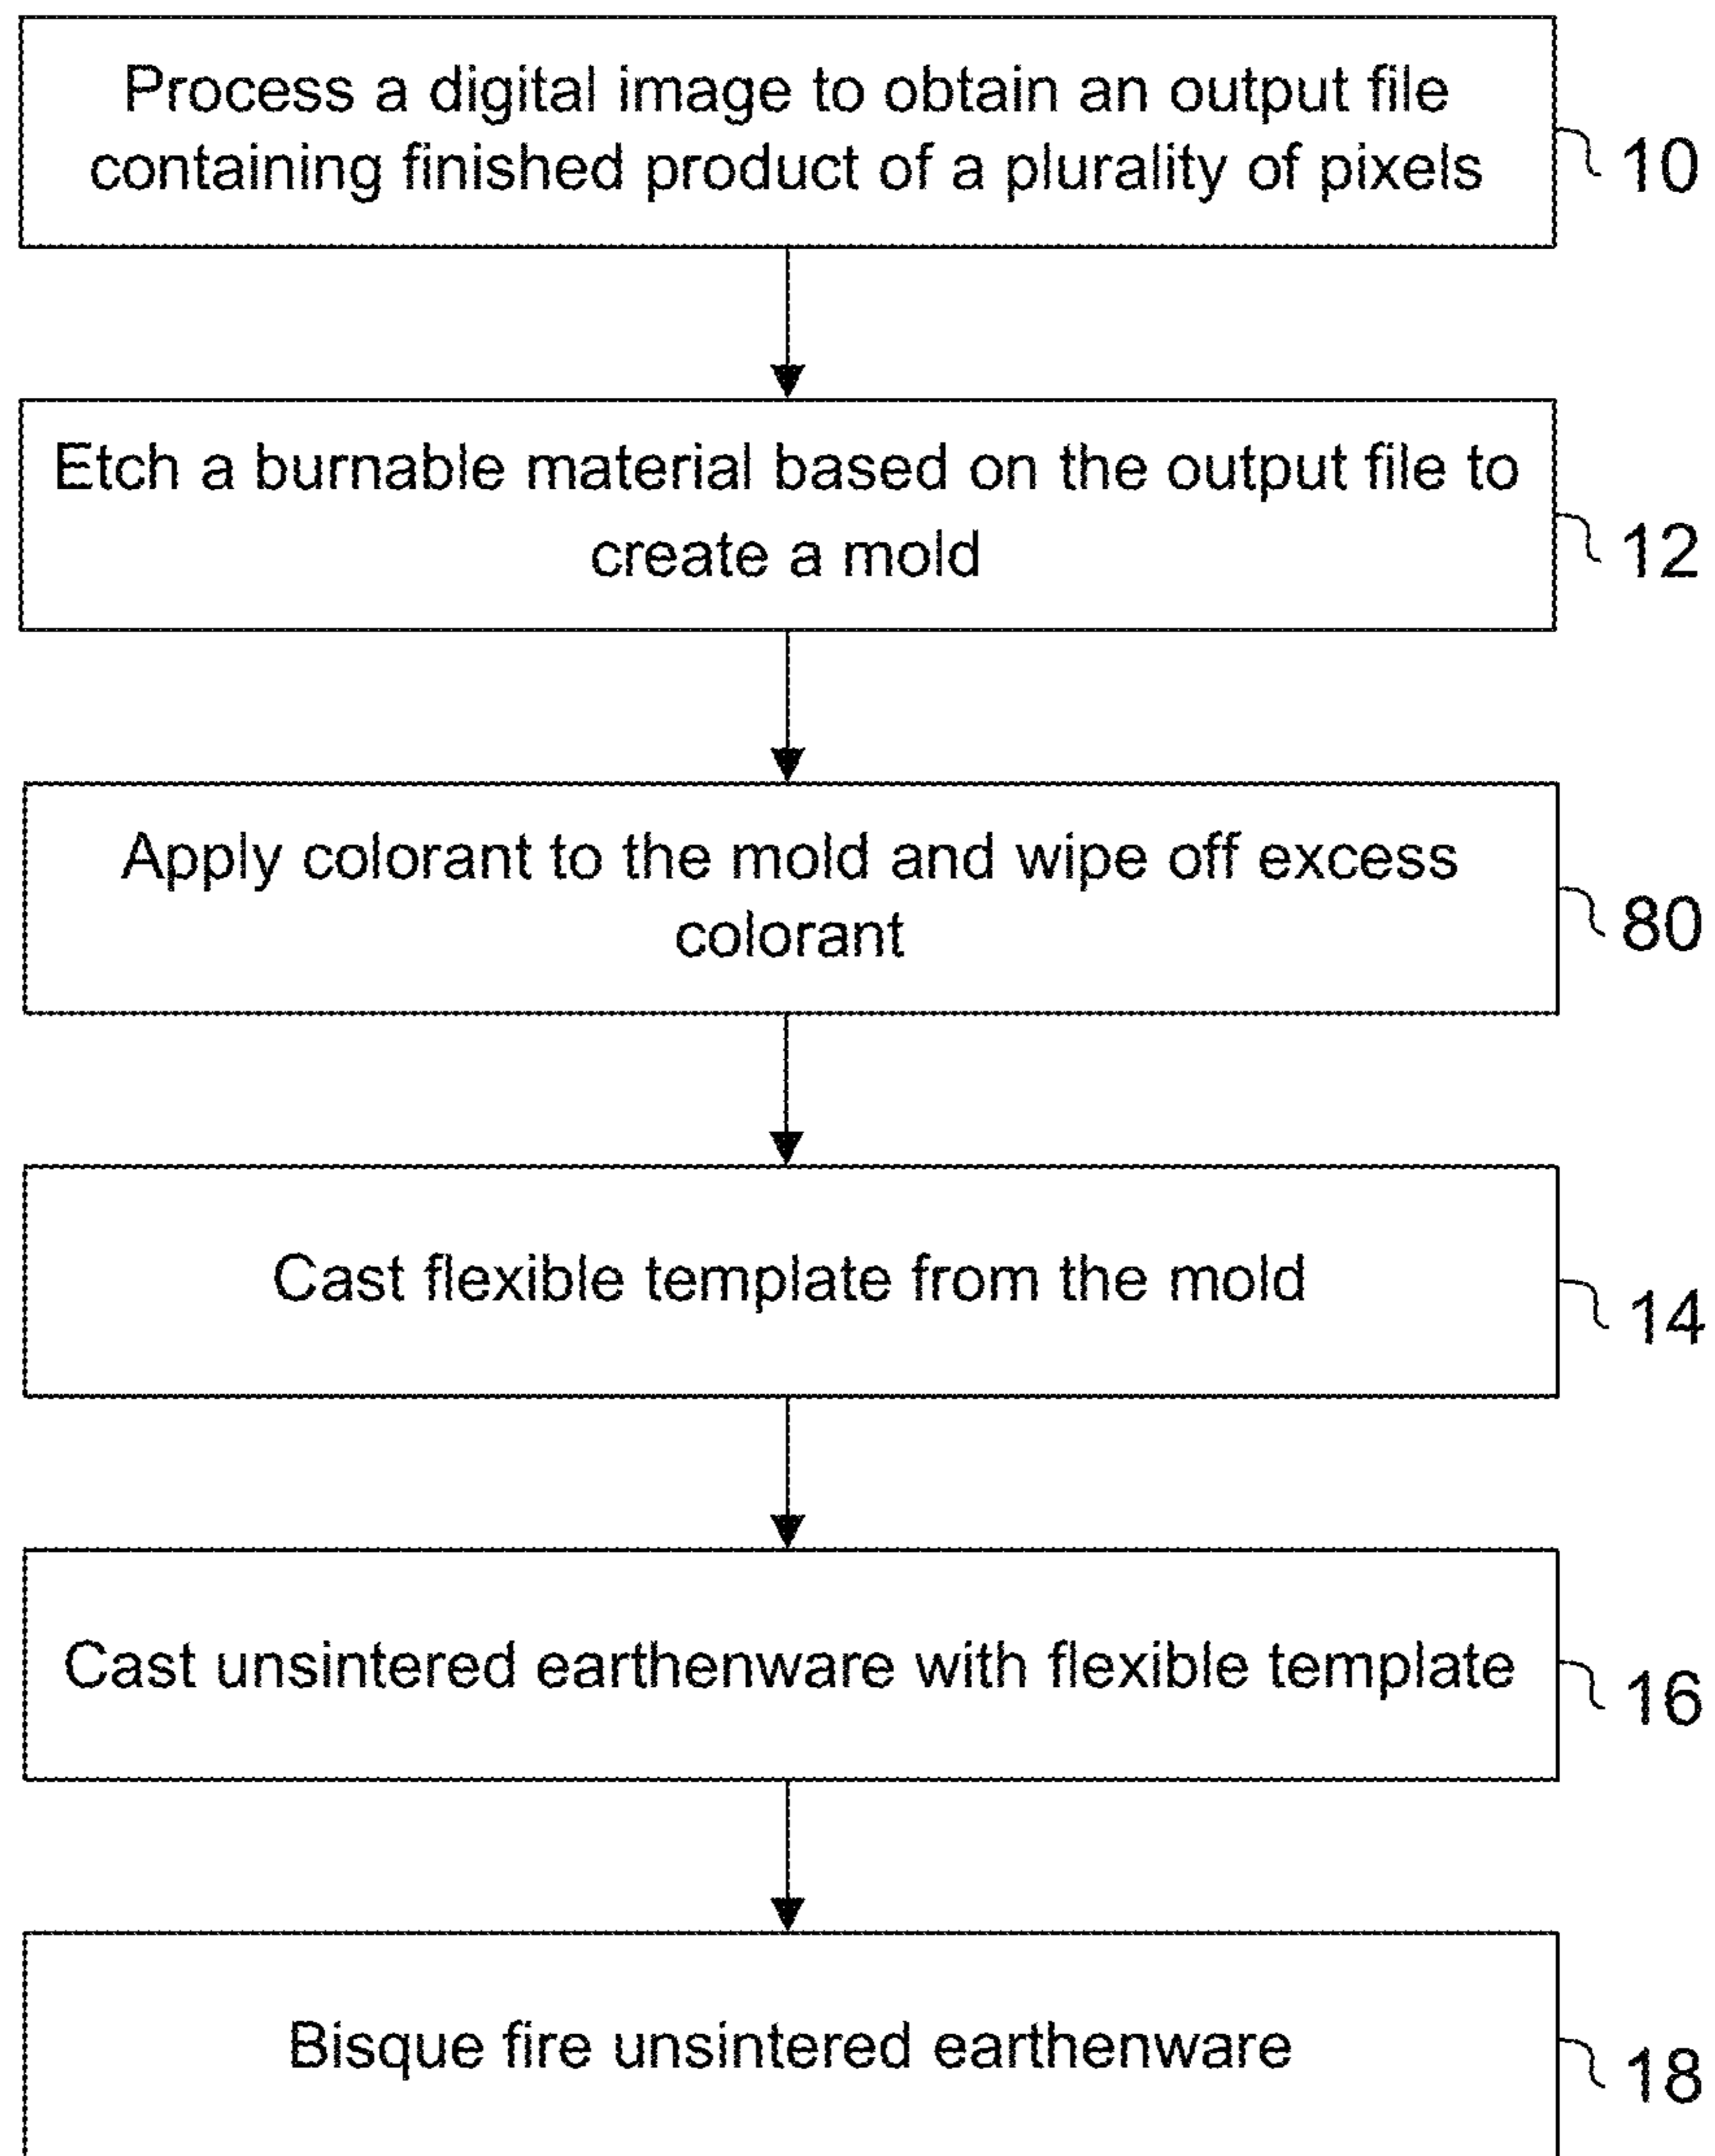 Process a digital image to obtain an output file
containing finished product of a plurality of pixels
10
Etch a burnable material based on the output file to
create a mold
12
Apply colorant to the mold and wipe off excess
colorant
80
Cast flexible template from the mold
14
Cast unsintered earthenware with flexible template
16
Bisque fire unsintered earthenware
18